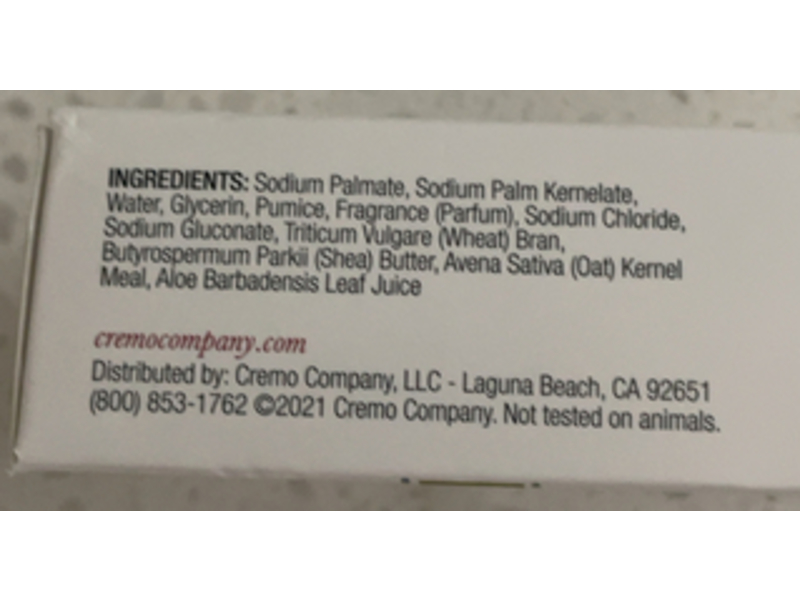 INGREDIENTS: Sodium Palmate, Sodium Palm Kernelate,
Water, Glycerin, Pumice, Fragrance (Parfum), Sodium Chloride,
Sodium Gluconate, Triticum Vulgare (Wheat) Bran,
Butyrospermum Parkii (Shea) Butter, Avena Sativa (Oat) Kernel
Meal, Aloe Barbadensis Leaf Juice
cremocompany.com
Distributed by: Cremo Company, LLC - Laguna Beach, CA 92651
(800) 853-1762 ©2021 Cremo Company. Not tested on animals.